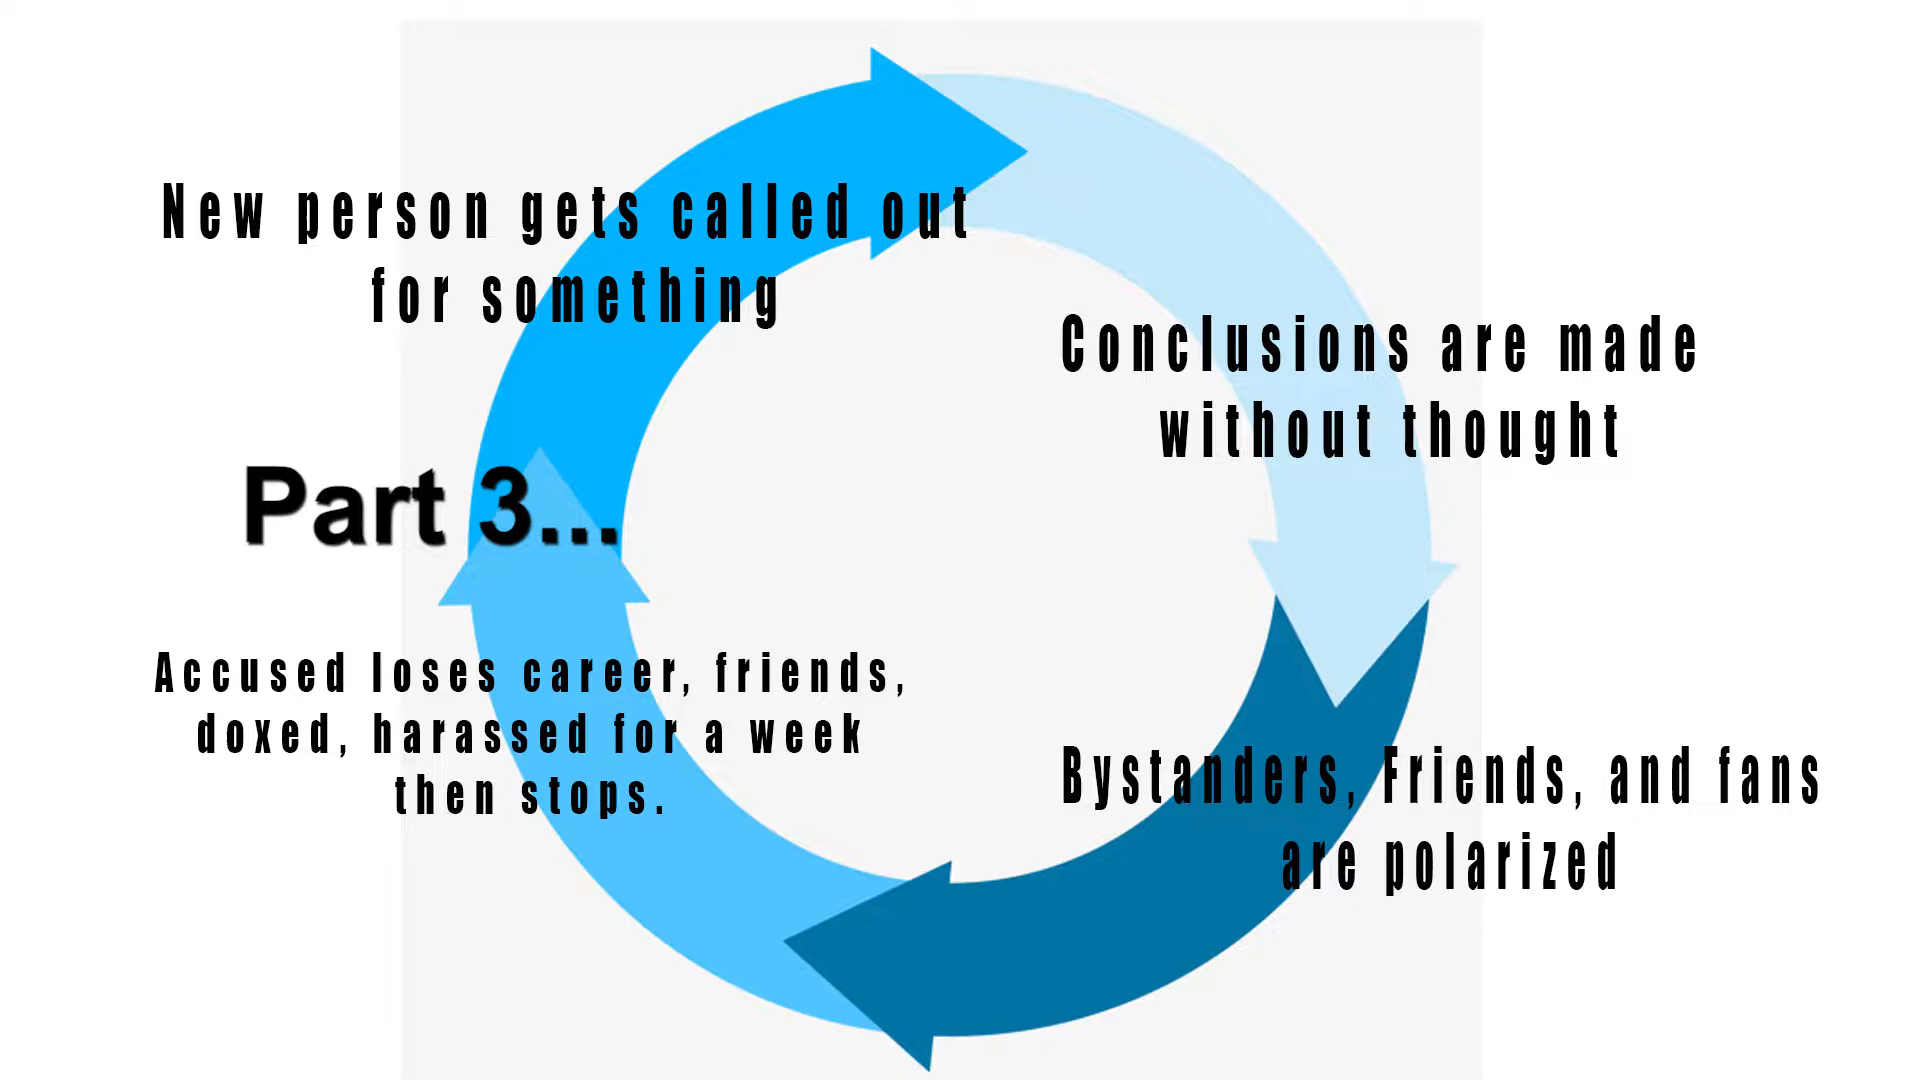 New person gets called out
for something
Conclusions are made
without thought
Part 3...
Accused loses career, friends,
doxed, harassed for a week
then stops.
Bystanders, Friends, and fans
are polarized